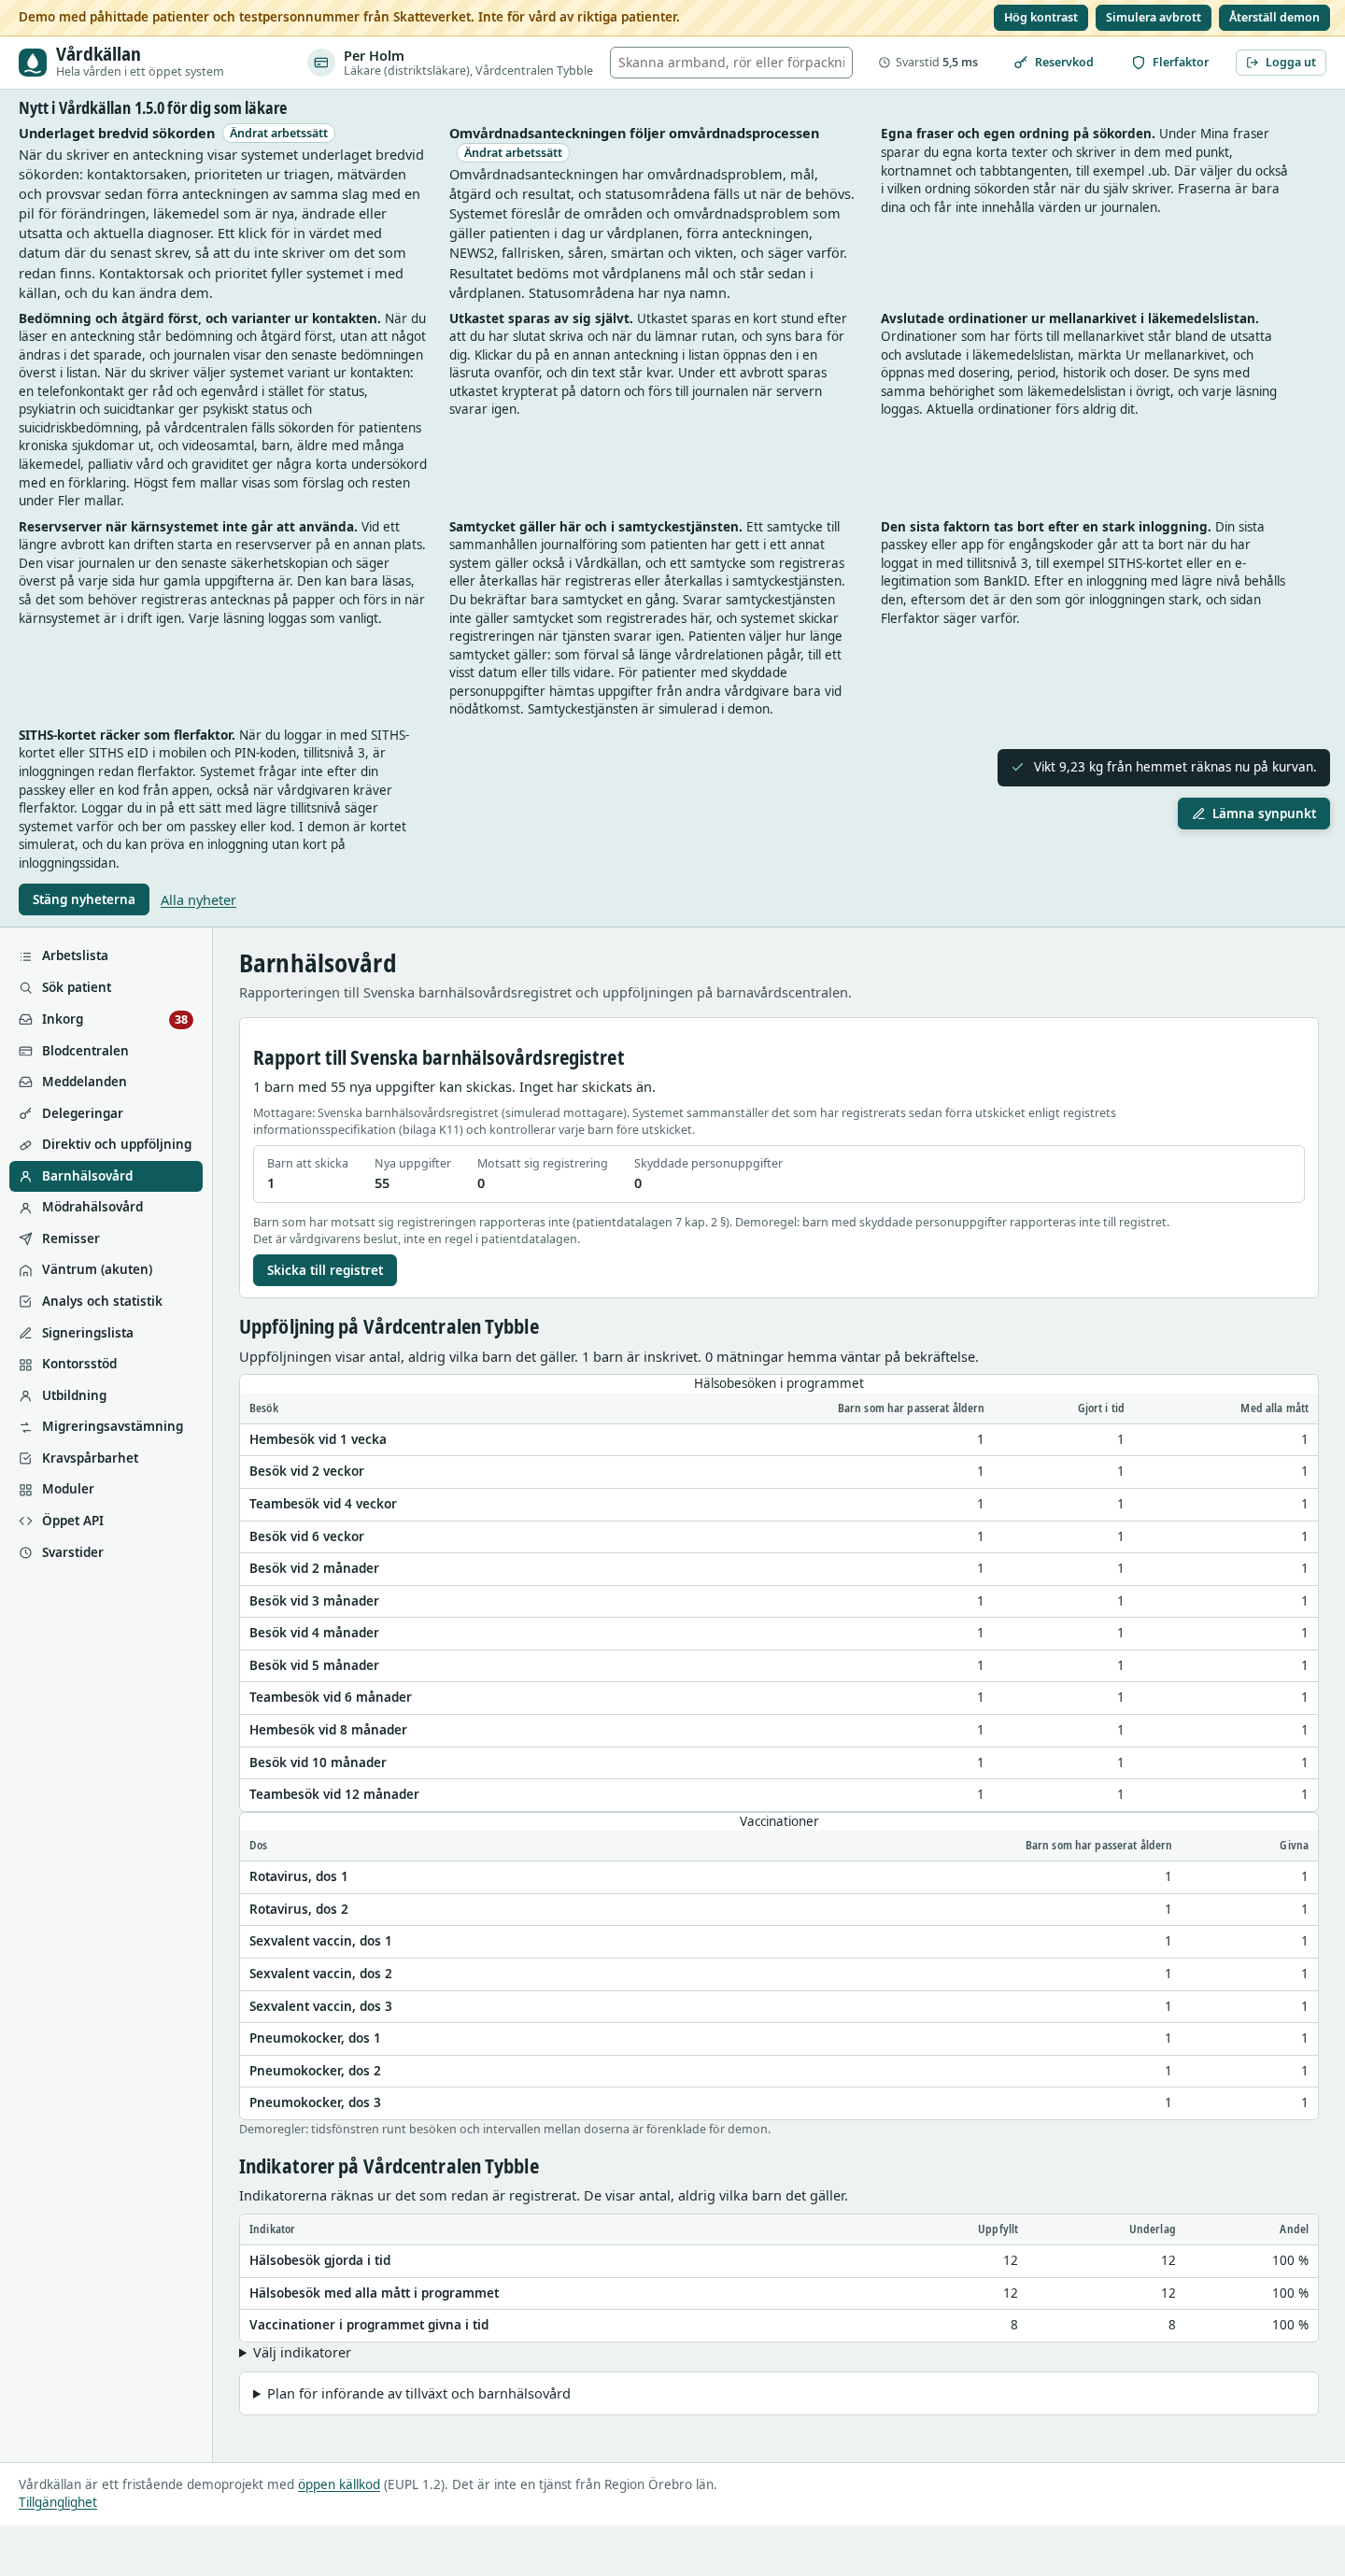 Demo med påhittade patienter och testpersonnummer från Skatteverket. Inte för vård av riktiga patienter.
Hög kontrast
Simulera avbrott
Återställ demon
Vårdkällan
Hela vården i ett öppet system
Per Holm
Läkare (distriktsläkare), Vårdcentralen Tybble
Skanna armband, rör eller förpackni
Svarstid 5,5 ms
Reservkod
Flerfaktor
Logga ut
Nytt i Vårdkällan 1.5.0 för dig som läkare
Underlaget bredvid sökorden Ändrat arbetssätt
När du skriver en anteckning visar systemet underlaget bredvid
sökorden: kontaktorsaken, prioriteten ur triagen, mätvärden
och provsvar sedan förra anteckningen av samma slag med en
pil för förändringen, läkemedel som är nya, ändrade eller
utsatta och aktuella diagnoser. Ett klick för in värdet med
datum där du senast skrev, så att du inte skriver om det som
redan finns. Kontaktorsak och prioritet fyller systemet i med
källan, och du kan ändra dem.
Omvårdnadsanteckningen följer omvårdnadsprocessen
Ändrat arbetssätt
Omvårdnadsanteckningen har omvårdnadsproblem, mål,
åtgärd och resultat, och statusområdena fälls ut när de behövs.
Systemet föreslår de områden och omvårdnadsproblem som
gäller patienten i dag ur vårdplanen, förra anteckningen,
NEWS2, fallrisken, såren, smärtan och vikten, och säger varför.
Resultatet bedöms mot vårdplanens mål och står sedan i
vårdplanen. Statusområdena har nya namn.
Egna fraser och egen ordning på sökorden. Under Mina fraser
sparar du egna korta texter och skriver in dem med punkt,
kortnamnet och tabbtangenten, till exempel .ub. Där väljer du också
i vilken ordning sökorden står när du själv skriver. Fraserna är bara
dina och får inte innehålla värden ur journalen.
Bedömning och åtgärd först, och varianter ur kontakten. När du
läser en anteckning står bedömning och åtgärd först, utan att något
ändras i det sparade, och journalen visar den senaste bedömningen
överst i listan. När du skriver väljer systemet variant ur kontakten:
en telefonkontakt ger råd och egenvård i stället för status,
psykiatrin och suicidtankar ger psykiskt status och
suicidriskbedömning, på vårdcentralen fälls sökorden för patientens
kroniska sjukdomar ut, och videosamtal, barn, äldre med många
läkemedel, palliativ vård och graviditet ger några korta undersökord
med en förklaring. Högst fem mallar visas som förslag och resten
under Fler mallar.
Utkastet sparas av sig självt. Utkastet sparas en kort stund efter
att du har slutat skriva och när du lämnar rutan, och syns bara för
dig. Klickar du på en annan anteckning i listan öppnas den i en
läsruta ovanför, och din text står kvar. Under ett avbrott sparas
utkastet krypterat på datorn och förs till journalen när servern
svarar igen.
Avslutade ordinationer ur mellanarkivet i läkemedelslistan.
Ordinationer som har förts till mellanarkivet står bland de utsatta
och avslutade i läkemedelslistan, märkta Ur mellanarkivet, och
öppnas med dosering, period, historik och doser. De syns med
samma behörighet som läkemedelslistan i övrigt, och varje läsning
loggas. Aktuella ordinationer förs aldrig dit.
Reservserver när kärnsystemet inte går att använda. Vid ett
längre avbrott kan driften starta en reservserver på en annan plats.
Den visar journalen ur den senaste säkerhetskopian och säger
överst på varje sida hur gamla uppgifterna är. Den kan bara läsas,
så det som behöver registreras antecknas på papper och förs in när
kärnsystemet är i drift igen. Varje läsning loggas som vanligt.
Samtycket gäller här och i samtyckestjänsten. Ett samtycke till
sammanhållen journalföring som patienten har gett i ett annat
system gäller också i Vårdkällan, och ett samtycke som registreras
eller återkallas här registreras eller återkallas i samtyckestjänsten.
Du bekräftar bara samtycket en gång. Svarar samtyckestjänsten
inte gäller samtycket som registrerades här, och systemet skickar
registreringen när tjänsten svarar igen. Patienten väljer hur länge
samtycket gäller: som förval så länge vårdrelationen pågår, till ett
visst datum eller tills vidare. För patienter med skyddade
personuppgifter hämtas uppgifter från andra vårdgivare bara vid
nödåtkomst. Samtyckestjänsten är simulerad i demon.
Den sista faktorn tas bort efter en stark inloggning. Din sista
passkey eller app för engångskoder går att ta bort när du har
loggat in med tillitsnivå 3, till exempel SITHS-kortet eller en e-
legitimation som BankID. Efter en inloggning med lägre nivå behålls
den, eftersom det är den som gör inloggningen stark, och sidan
Flerfaktor säger varför.
SITHS-kortet räcker som flerfaktor. När du loggar in med SITHS-
kortet eller SITHS eID i mobilen och PIN-koden, tillitsnivå 3, är
inloggningen redan flerfaktor. Systemet frågar inte efter din
passkey eller en kod från appen, också när vårdgivaren kräver
flerfaktor. Loggar du in på ett sätt med lägre tillitsnivå säger
systemet varför och ber om passkey eller kod. I demon är kortet
simulerat, och du kan pröva en inloggning utan kort på
inloggningssidan.
Vikt 9,23 kg från hemmet räknas nu på kurvan.
Lämna synpunkt
Stäng nyheterna
Alla nyheter
Arbetslista
Sök patient
Inkorg 38
Blodcentralen
Meddelanden
Delegeringar
Direktiv och uppföljning
Barnhälsovård
Mödrahälsovård
Remisser
Väntrum (akuten)
Analys och statistik
Signeringslista
Kontorsstöd
Utbildning
Migreringsavstämning
Kravspårbarhet
Moduler
Öppet API
Svarstider
Barnhälsovård
Rapporteringen till Svenska barnhälsovårdsregistret och uppföljningen på barnavårdscentralen.
Rapport till Svenska barnhälsovårdsregistret
1 barn med 55 nya uppgifter kan skickas. Inget har skickats än.
Mottagare: Svenska barnhälsovårdsregistret (simulerad mottagare). Systemet sammanställer det som har registrerats sedan förra utskicket enligt registrets
informationsspecifikation (bilaga K11) och kontrollerar varje barn före utskicket.
Barn att skicka
1
Nya uppgifter
55
Motsatt sig registrering
0
Skyddade personuppgifter
0
Barn som har motsatt sig registreringen rapporteras inte (patientdatalagen 7 kap. 2 §). Demoregel: barn med skyddade personuppgifter rapporteras inte till registret.
Det är vårdgivarens beslut, inte en regel i patientdatalagen.
Skicka till registret
Uppföljning på Vårdcentralen Tybble
Uppföljningen visar antal, aldrig vilka barn det gäller. 1 barn är inskrivet. 0 mätningar hemma väntar på bekräftelse.
Hälsobesöken i programmet
Besök Barn som har passerat åldern Gjort i tid Med alla mått
Hembesök vid 1 vecka 1 1 1
Besök vid 2 veckor 1 1 1
Teambesök vid 4 veckor 1 1 1
Besök vid 6 veckor 1 1 1
Besök vid 2 månader 1 1 1
Besök vid 3 månader 1 1 1
Besök vid 4 månader 1 1 1
Besök vid 5 månader 1 1 1
Teambesök vid 6 månader 1 1 1
Hembesök vid 8 månader 1 1 1
Besök vid 10 månader 1 1 1
Teambesök vid 12 månader 1 1 1
Vaccinationer
Dos Barn som har passerat åldern Givna
Rotavirus, dos 1 1 1
Rotavirus, dos 2 1 1
Sexvalent vaccin, dos 1 1 1
Sexvalent vaccin, dos 2 1 1
Sexvalent vaccin, dos 3 1 1
Pneumokocker, dos 1 1 1
Pneumokocker, dos 2 1 1
Pneumokocker, dos 3 1 1
Demoregler: tidsfönstren runt besöken och intervallen mellan doserna är förenklade för demon.
Indikatorer på Vårdcentralen Tybble
Indikatorerna räknas ur det som redan är registrerat. De visar antal, aldrig vilka barn det gäller.
Indikator Uppfyllt Underlag Andel
Hälsobesök gjorda i tid 12 12 100 %
Hälsobesök med alla mått i programmet 12 12 100 %
Vaccinationer i programmet givna i tid 8 8 100 %
Välj indikatorer
Plan för införande av tillväxt och barnhälsovård
Vårdkällan är ett fristående demoprojekt med öppen källkod (EUPL 1.2). Det är inte en tjänst från Region Örebro län.
Tillgänglighet